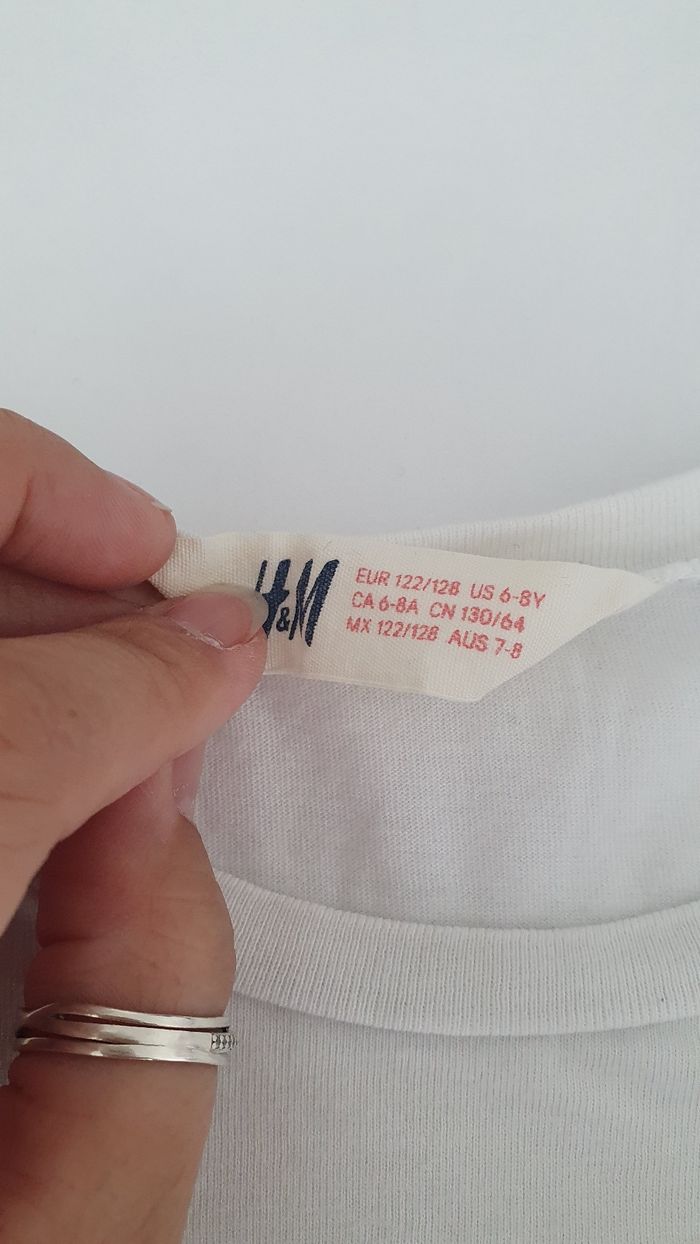 H&M
EUR 122/128 US 6-8Y
CA 6-8A CN 130/64
MX 122/128 AUS 7-8